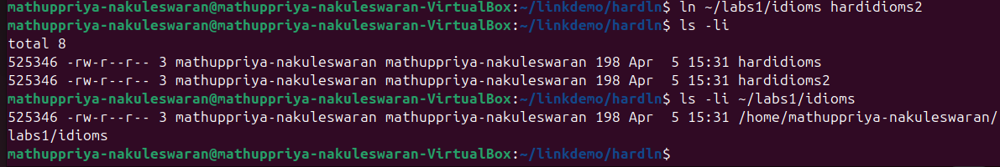 mathuppriya-nakuleswaran@mathuppriya-nakuleswaran-VirtualBox:~/linkdemo/hardln$ ln ~/labs1/idioms hardidioms2
mathuppriya-nakuleswaran@mathuppriya-nakuleswaran-VirtualBox:~/linkdemo/hardln$ ls -li
total 8
525346 -rw-r--r-- 3 mathuppriya-nakuleswaran mathuppriya-nakuleswaran 198 Apr  5 15:31 hardidioms
525346 -rw-r--r-- 3 mathuppriya-nakuleswaran mathuppriya-nakuleswaran 198 Apr  5 15:31 hardidioms2
mathuppriya-nakuleswaran@mathuppriya-nakuleswaran-VirtualBox:~/linkdemo/hardln$ ls -li ~/labs1/idioms
525346 -rw-r--r-- 3 mathuppriya-nakuleswaran mathuppriya-nakuleswaran 198 Apr  5 15:31 /home/mathuppriya-nakuleswaran/
labs1/idioms
mathuppriya-nakuleswaran@mathuppriya-nakuleswaran-VirtualBox:~/linkdemo/hardln$